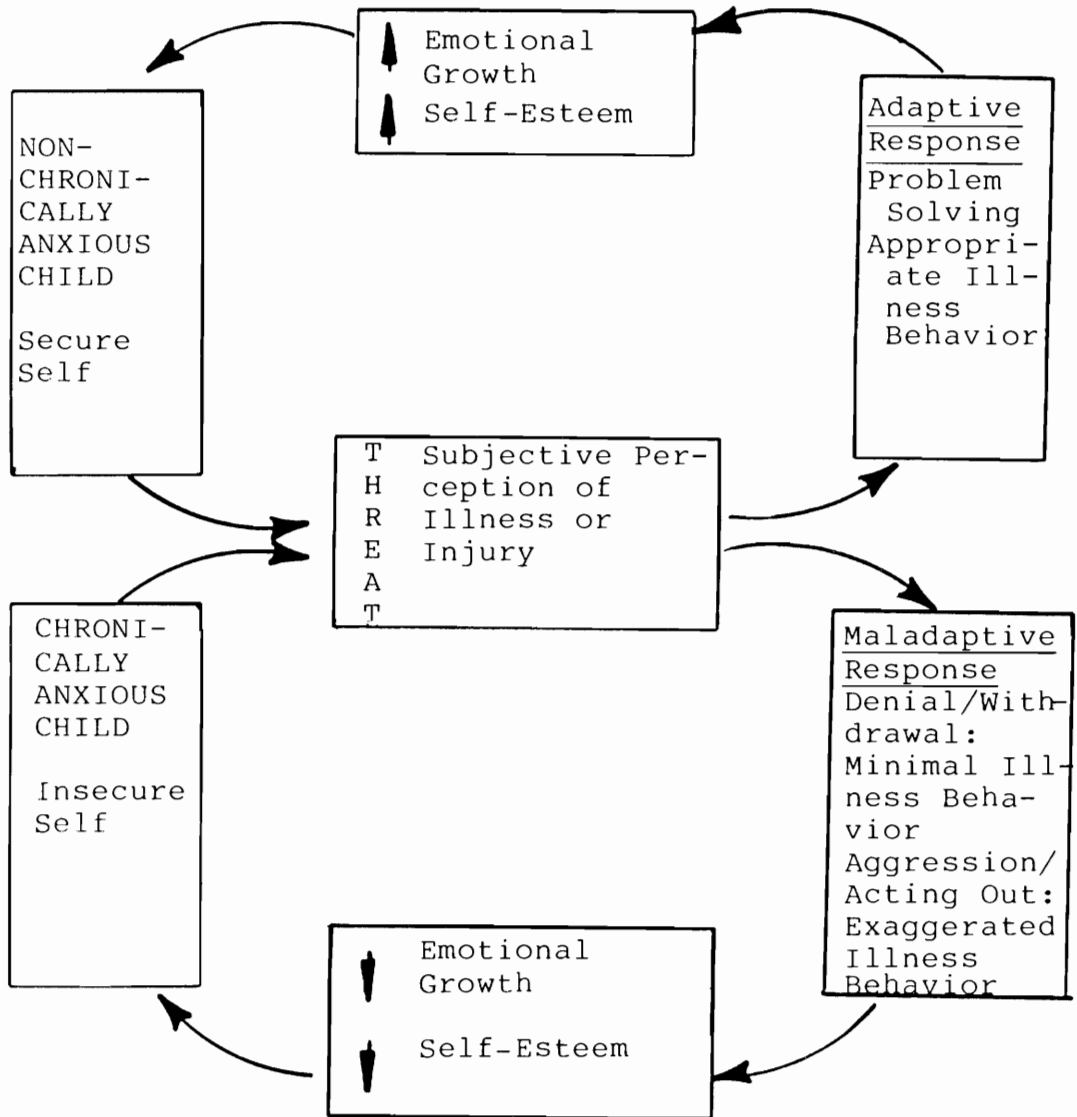 Emotional
Growth
Self-Esteem
NON-
CHRONI-
CALLY
ANXIOUS
CHILD
Secure
Self
Adaptive
Response
Problem
Solving
Appropri-
ate Ill-
ness
Behavior
T Subjective Per-
H ception of
R Illness or
E Injury
A
T
CHRONI-
CALLY
ANXIOUS
CHILD
Insecure
Self
Maladaptive
Response
Denial/With-
drawal:
Minimal Ill-
ness Beha-
vior
Aggression/
Acting Out:
Exaggerated
Illness
Behavior
Emotional
Growth
Self-Esteem